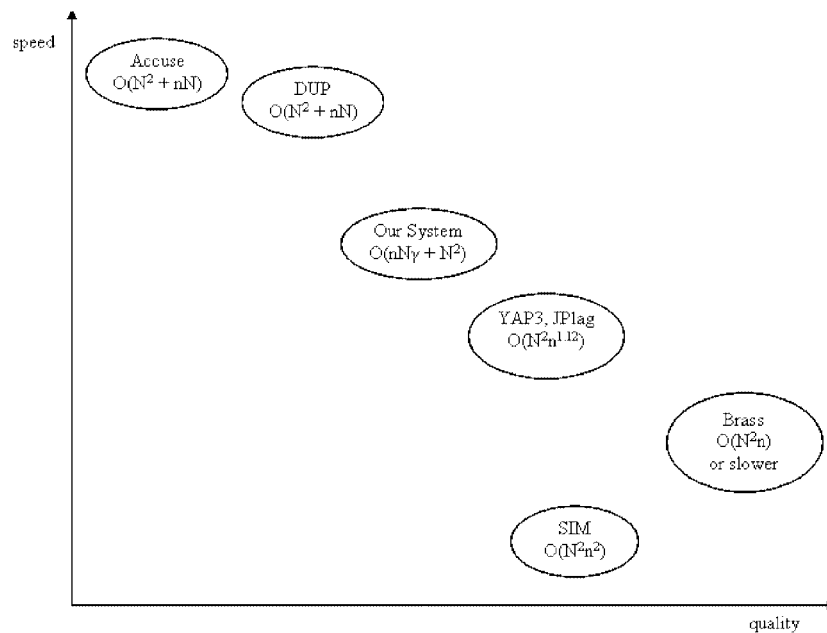 speed
Accuse
O(N² + nN)
DUP
O(N² + nN)
Our System
O(nNγ + N²)
YAP3, JPlag
O(N²n¹·¹²)
Brass
O(N²n)
or slower
SIM
O(N²n²)
quality